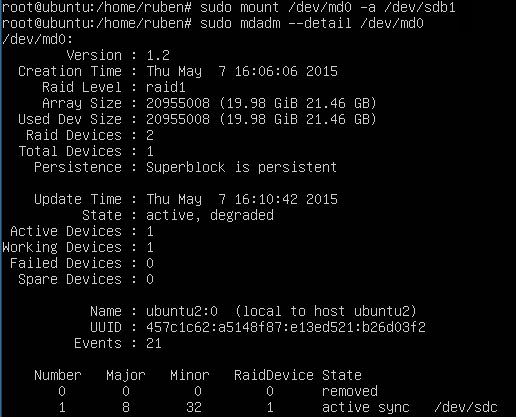 root@ubuntu:/home/ruben# sudo mount /dev/md0 -a /dev/sdb1
root@ubuntu:/home/ruben# sudo mdadm --detail /dev/md0
/dev/md0:
Version : 1.2
Creation Time : Thu May  7 16:06:06 2015
Raid Level : raid1
Array Size : 20955008 (19.98 GiB 21.46 GB)
Used Dev Size : 20955008 (19.98 GiB 21.46 GB)
Raid Devices : 2
Total Devices : 1
Persistence : Superblock is persistent
Update Time : Thu May  7 16:10:42 2015
State : active, degraded
Active Devices : 1
Working Devices : 1
Failed Devices : 0
Spare Devices : 0
Name : ubuntu2:0  (local to host ubuntu2)
UUID : 457c1c62:a5148f87:e13ed521:b26d03f2
Events : 21
Number   Major   Minor   RaidDevice State
0       0        0        0      removed
1       8       32        1      active sync   /dev/sdc